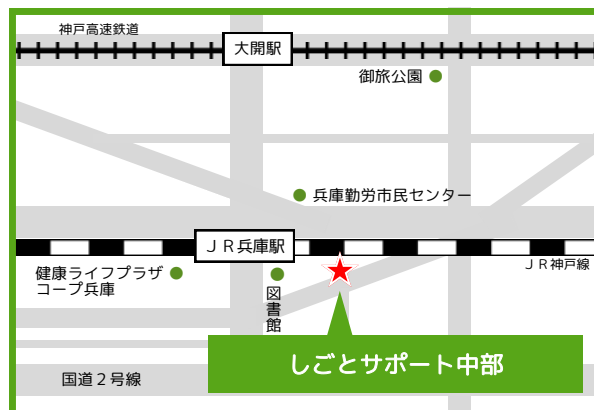 神戸高速鉄道
大開駅
御旅公園
兵庫勤労市民センター
ＪＲ兵庫駅
ＪＲ神戸線
健康ライフプラザ
コープ兵庫
図書館
しごとサポート中部
国道２号線